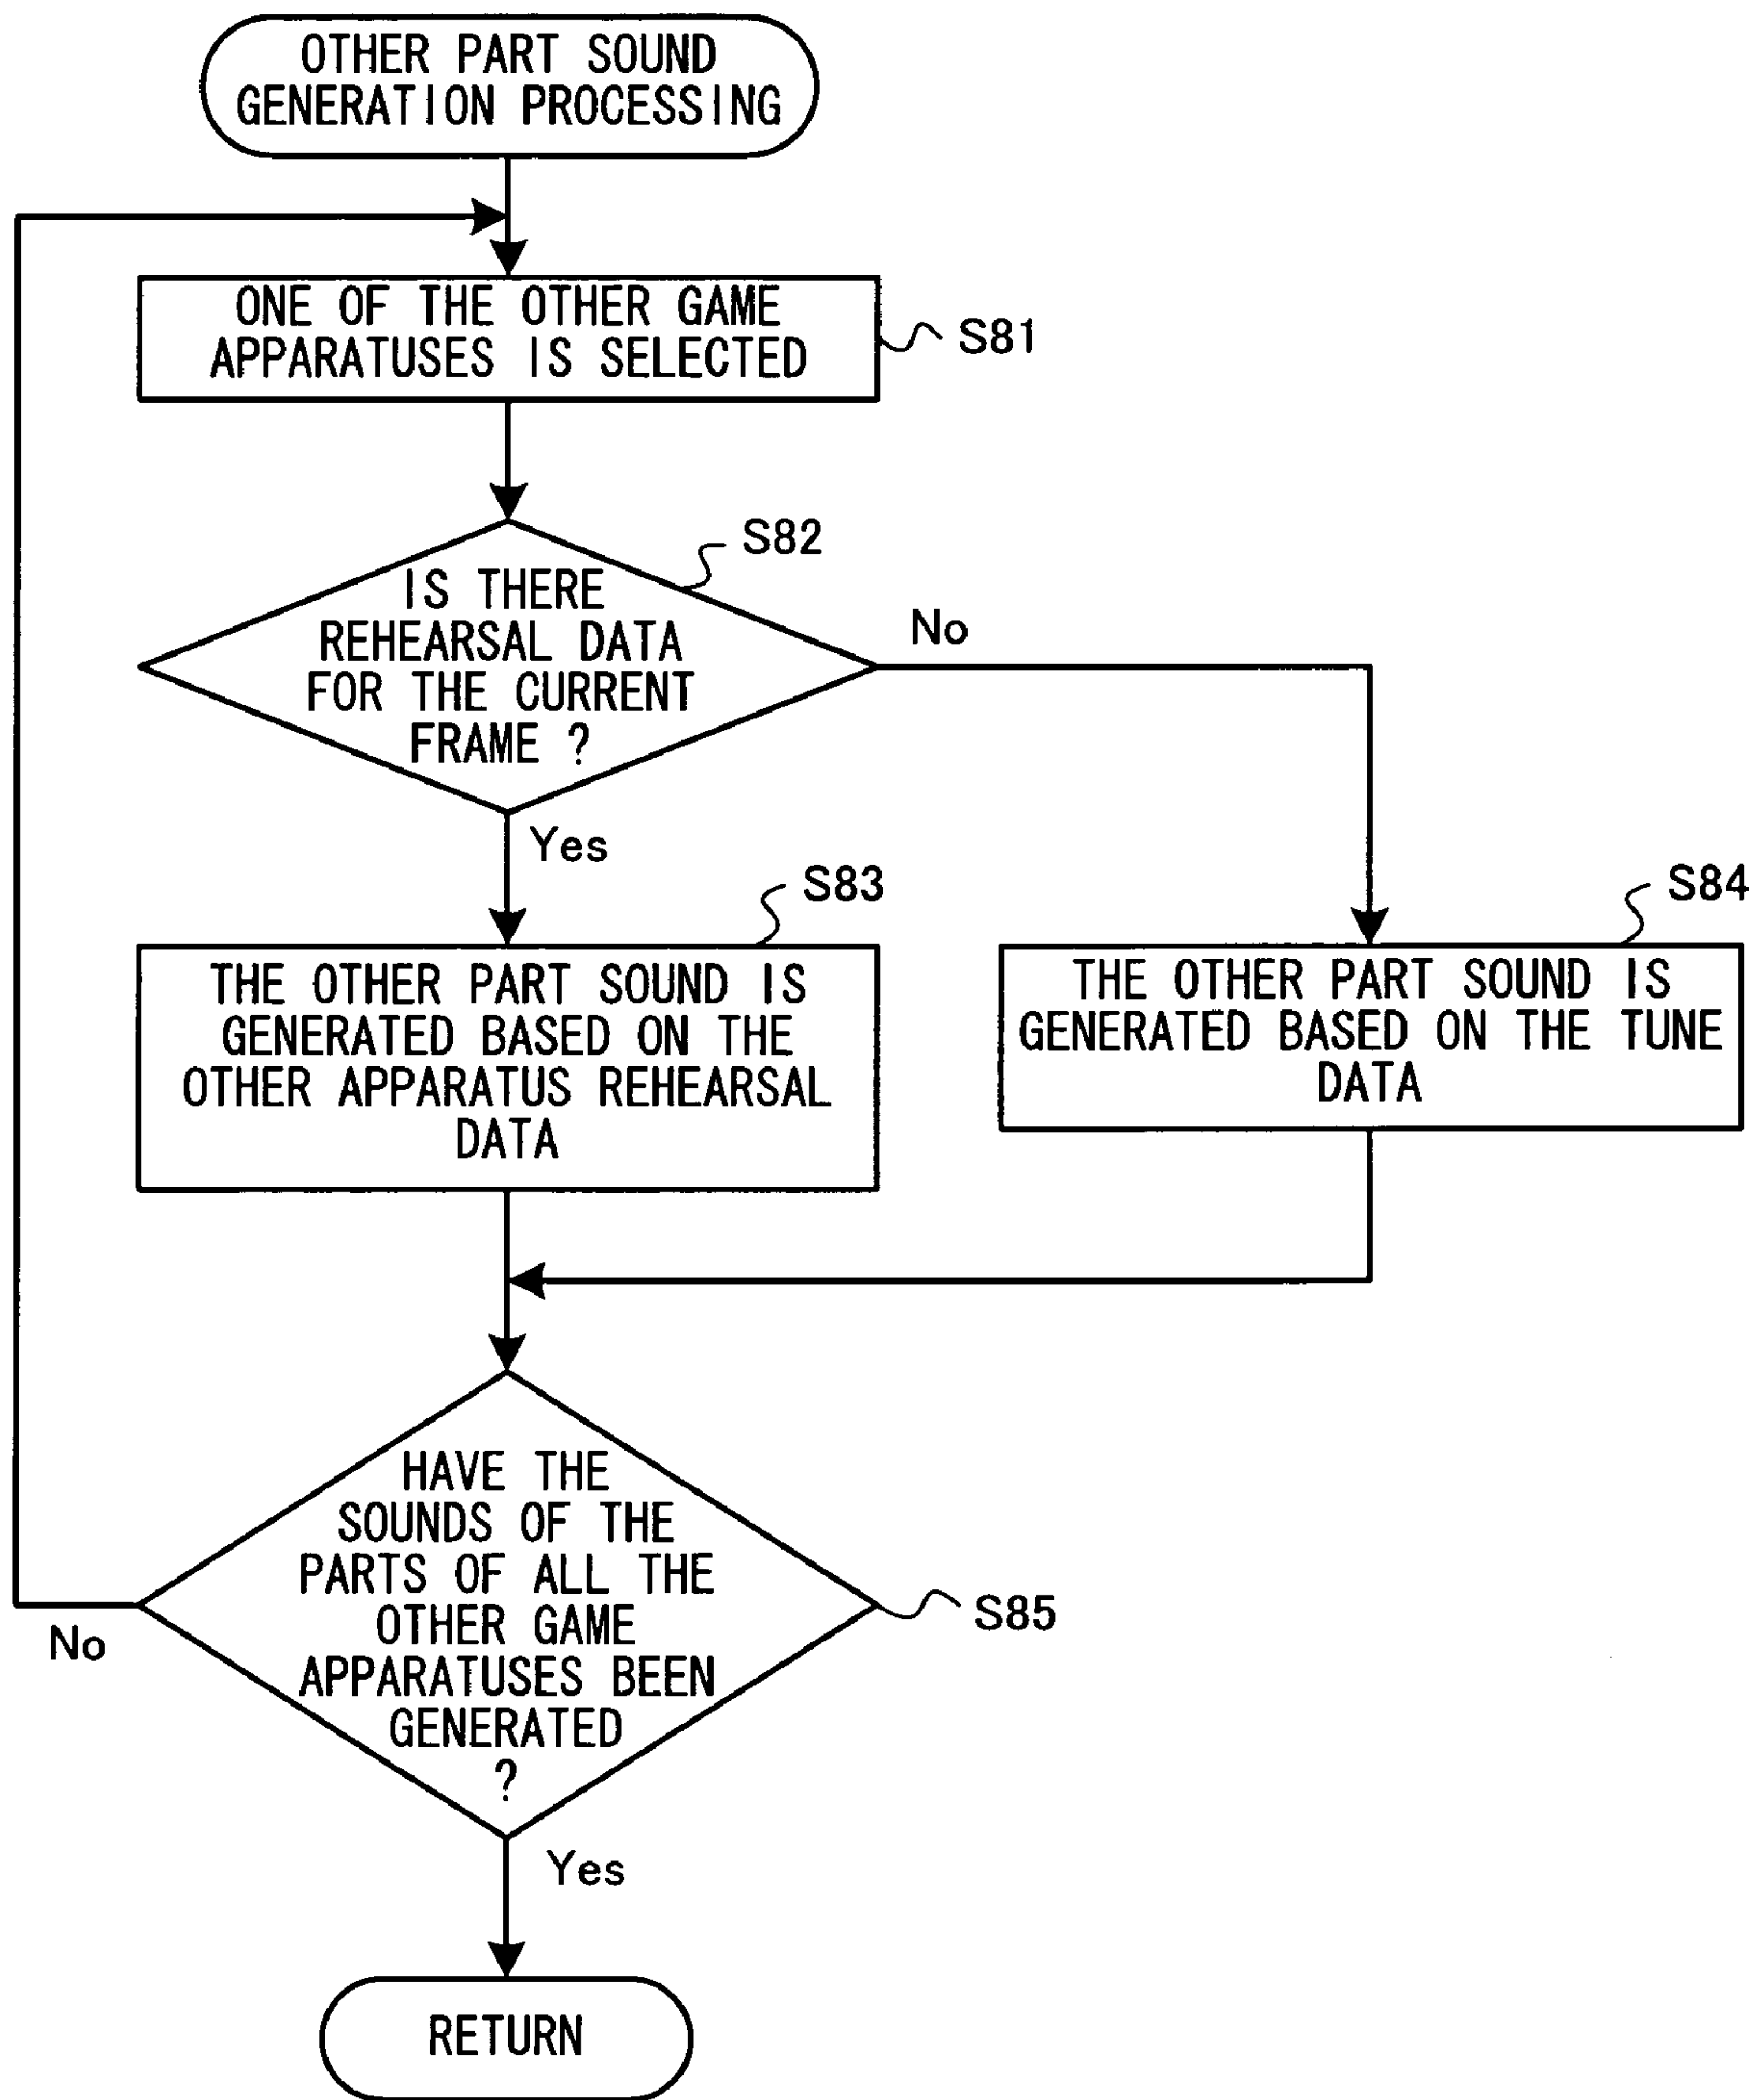 OTHER PART SOUND
GENERATION PROCESSING
ONE OF THE OTHER GAME
APPARATUSES IS SELECTED
S81
S82
IS THERE
REHEARSAL DATA
FOR THE CURRENT
FRAME ?
No
Yes
S83
THE OTHER PART SOUND IS
GENERATED BASED ON THE
OTHER APPARATUS REHEARSAL
DATA
S84
THE OTHER PART SOUND IS
GENERATED BASED ON THE TUNE
DATA
HAVE THE
SOUNDS OF THE
PARTS OF ALL THE
OTHER GAME
APPARATUSES BEEN
GENERATED
?
S85
No
Yes
RETURN